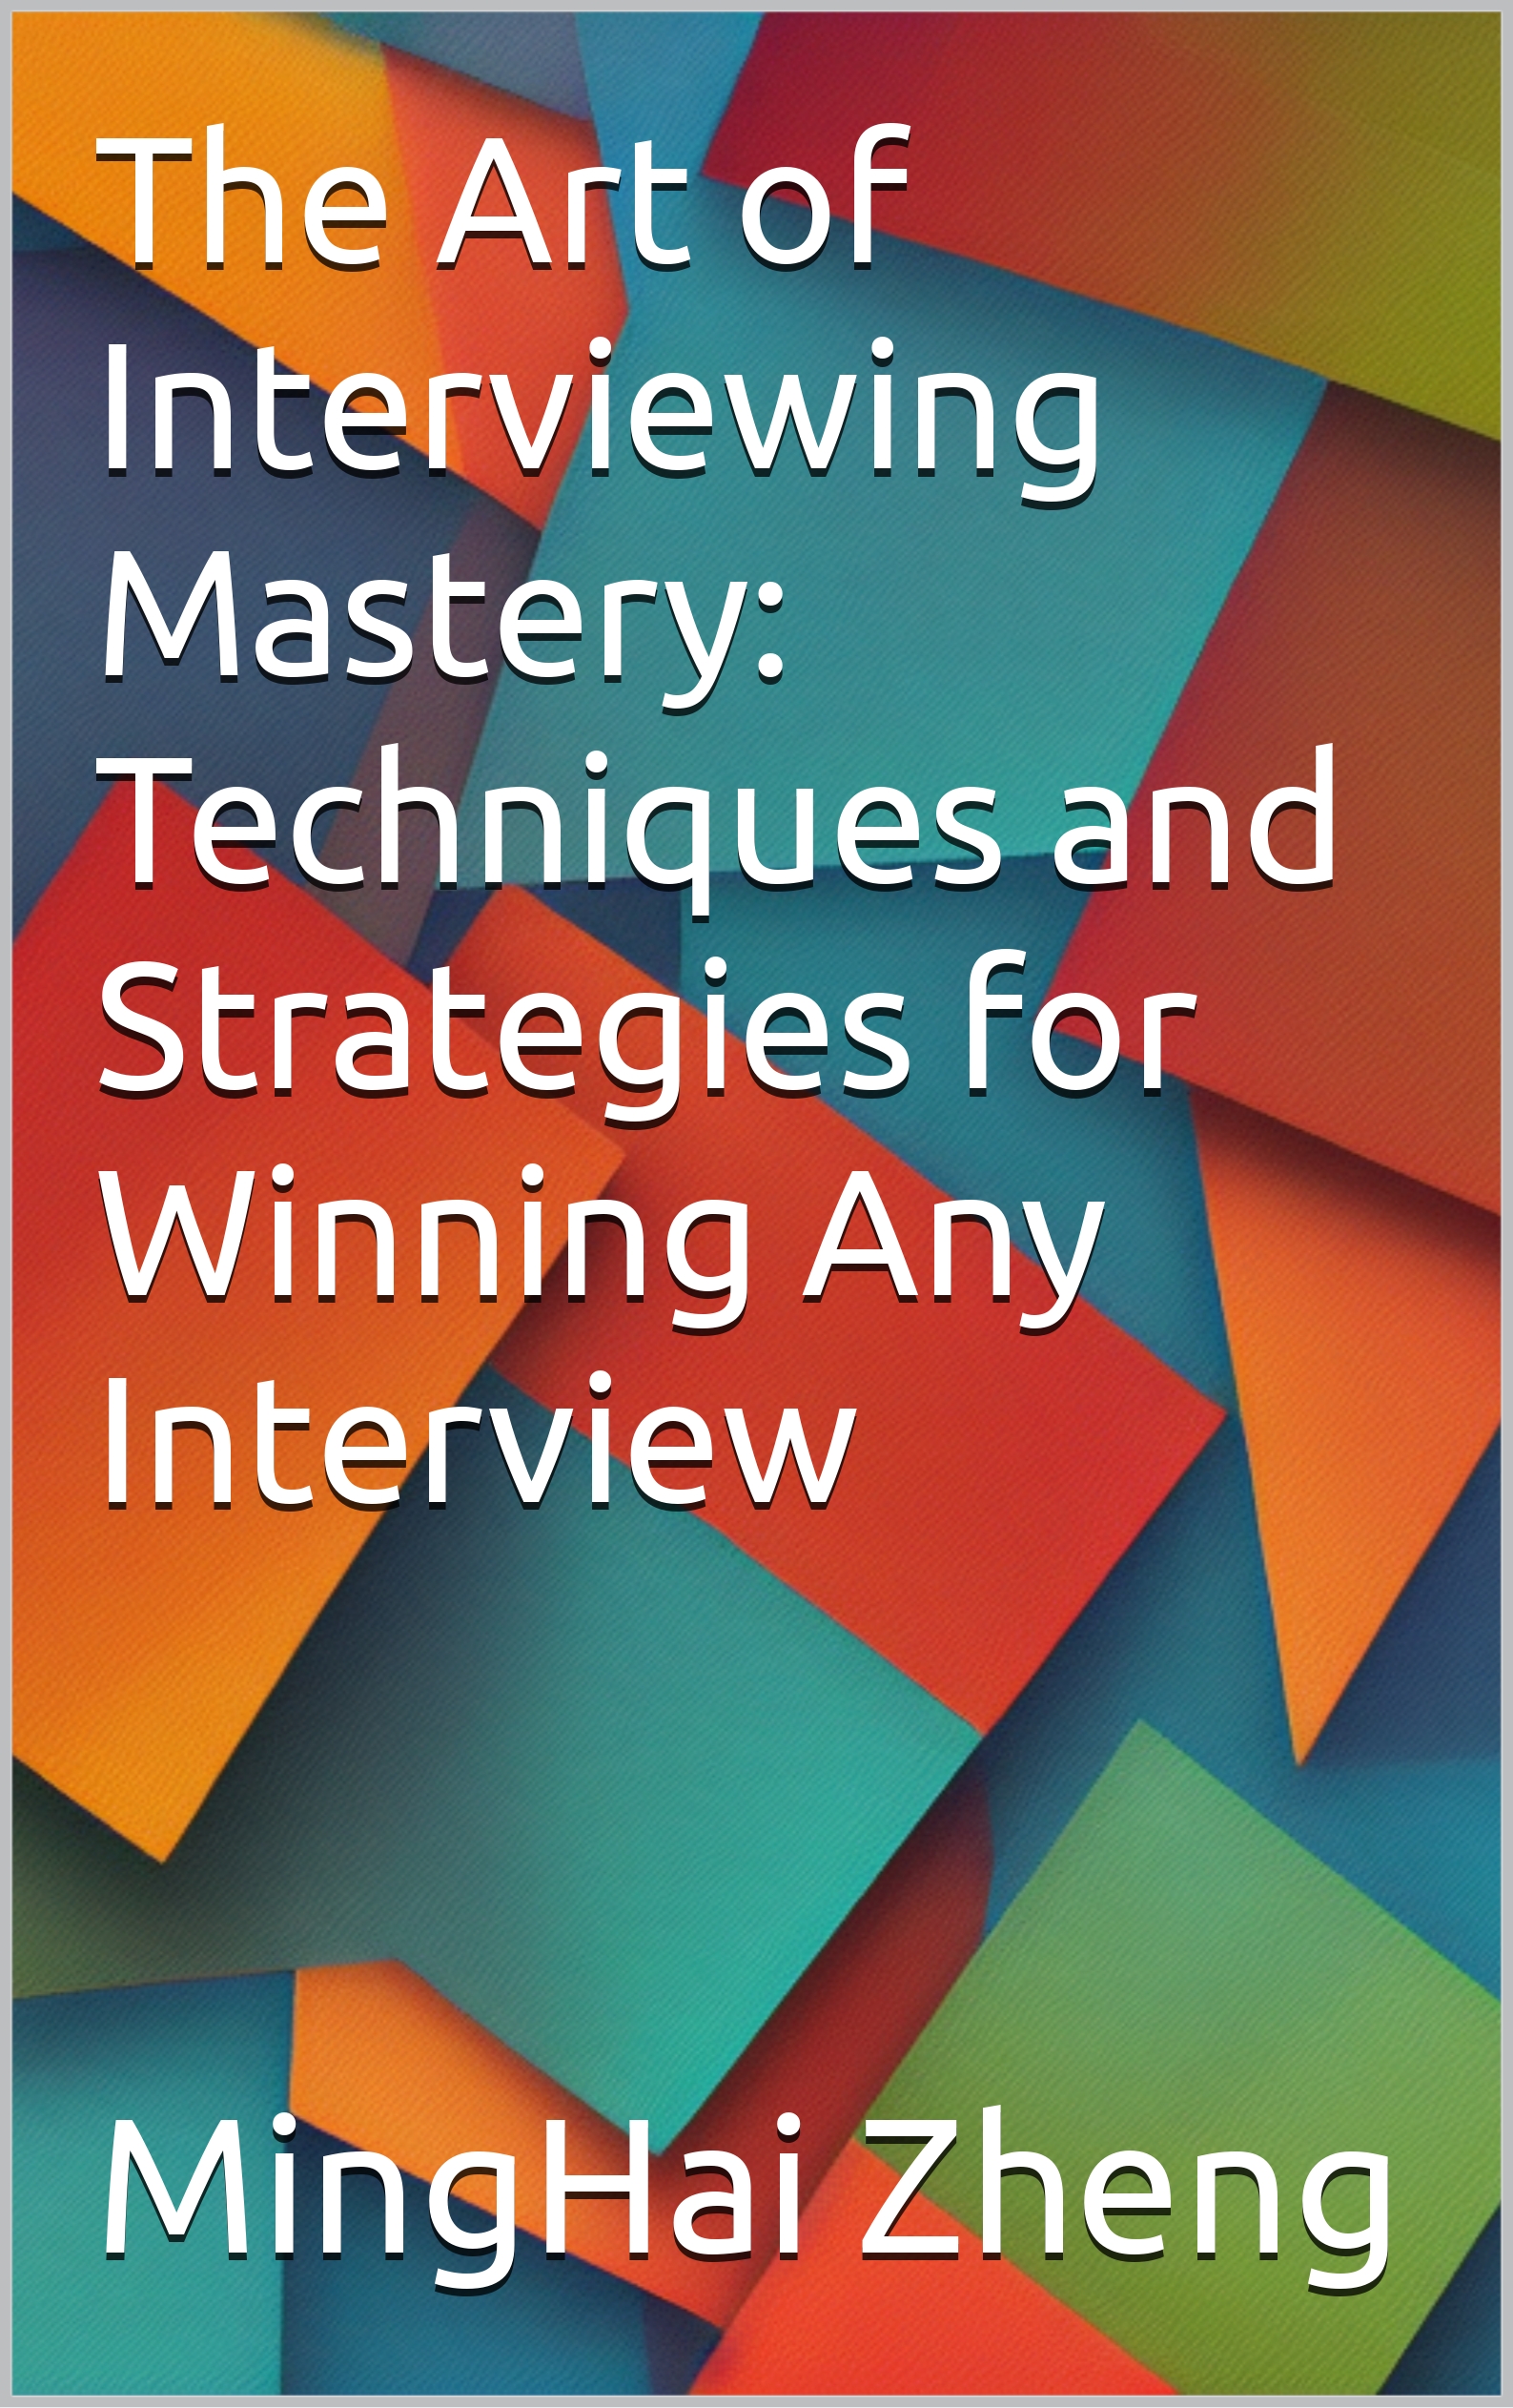 The Art of
Interviewing
Mastery:
Techniques and
Strategies for
Winning Any
Interview
MingHai Zheng